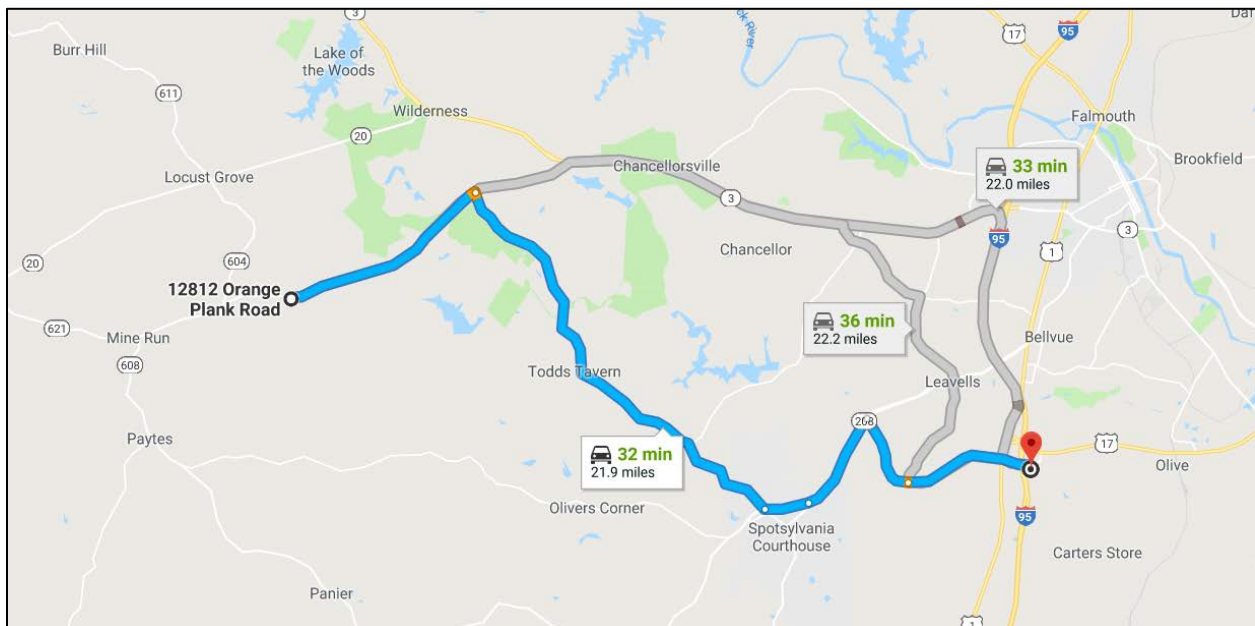 3
17
95
Burr Hill
Lake of
the Woods
611
Falmouth
Wilderness
20
Brookfield
Locust Grove
Chancellorsville
33 min
22.0 miles
3
3
20
604
Chancellor
95
1
12812 Orange
Plank Road
36 min
22.2 miles
621
Mine Run
Bellvue
608
Todds Tavern
Leavells
208
Paytes
32 min
21.9 miles
17
Olive
Olivers Corner
Spotsylvania
Courthouse
95
Carters Store
Panier
1